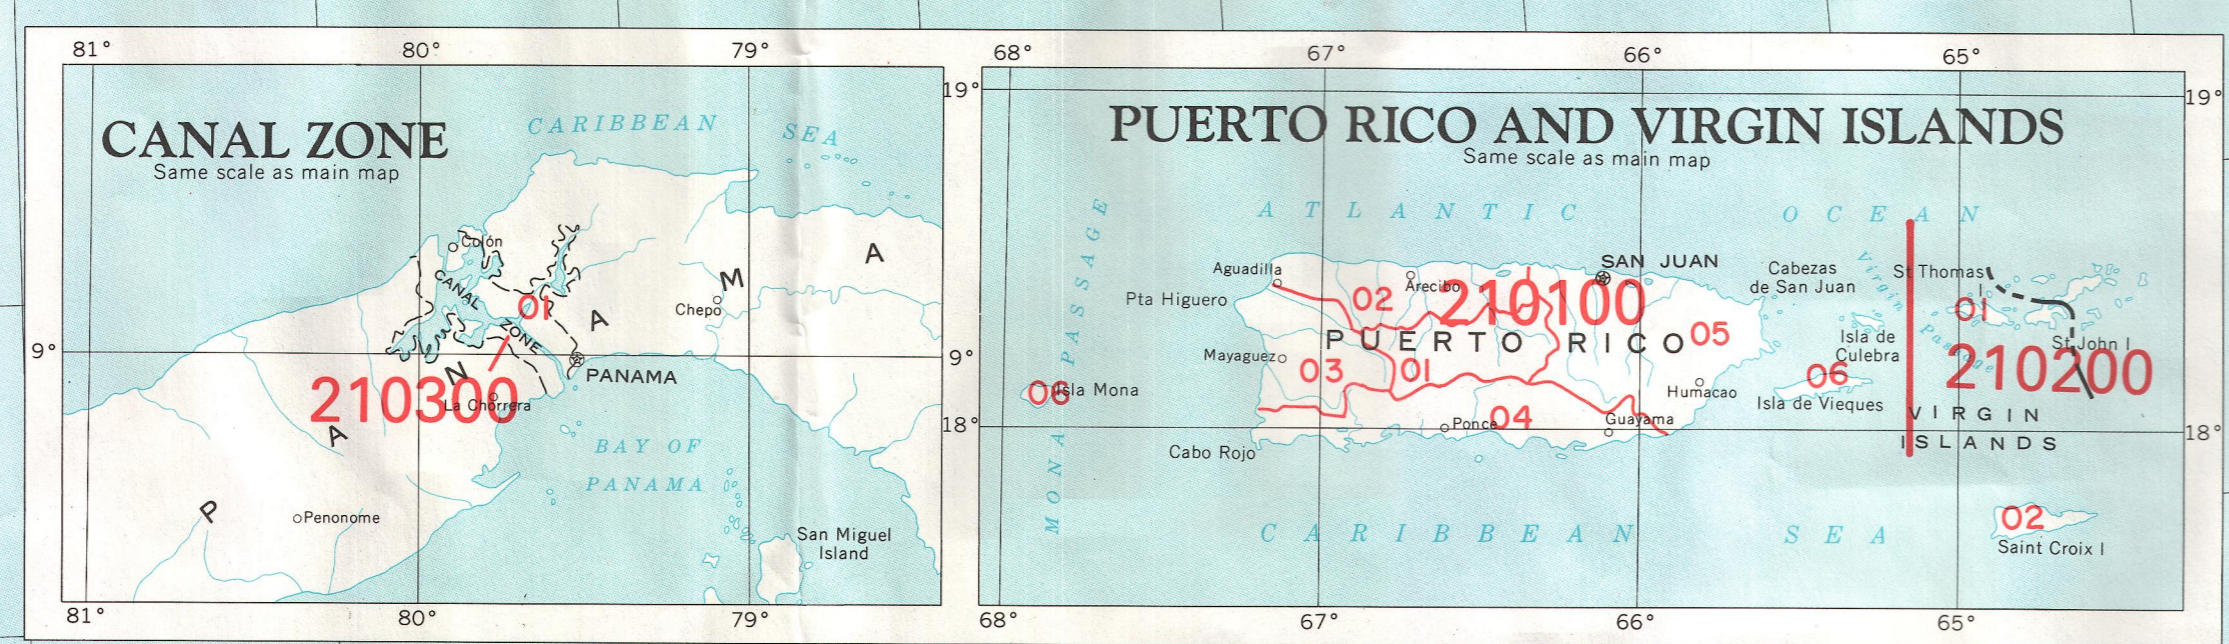 81°
80°
79°
CANAL ZONE
Same scale as main map
CARIBBEAN SEA
Colón
CANAL
ZONE
01
Chepo
PANAMA
9°
9°
PANAMA
210300
La Chorrera
BAY OF
PANAMA
Penonome
San Miguel
Island
81°
80°
79°
68°
67°
66°
65°
19°
19°
PUERTO RICO AND VIRGIN ISLANDS
Same scale as main map
ATLANTIC OCEAN
MONA PASSAGE
Aguadilla
Pta Higuero
Arecibo
SAN JUAN
Cabezas
de San Juan
Virgin Passage
St Thomas I
02
210100
01
PUERTO RICO
05
Isla de
Culebra
St John I
Mayaguez
03
01
06
210200
06
Isla Mona
Humacao
Isla de Vieques
VIRGIN
ISLANDS
Ponce
04
Guayama
18°
18°
Cabo Rojo
CARIBBEAN SEA
02
Saint Croix I
68°
67°
66°
65°